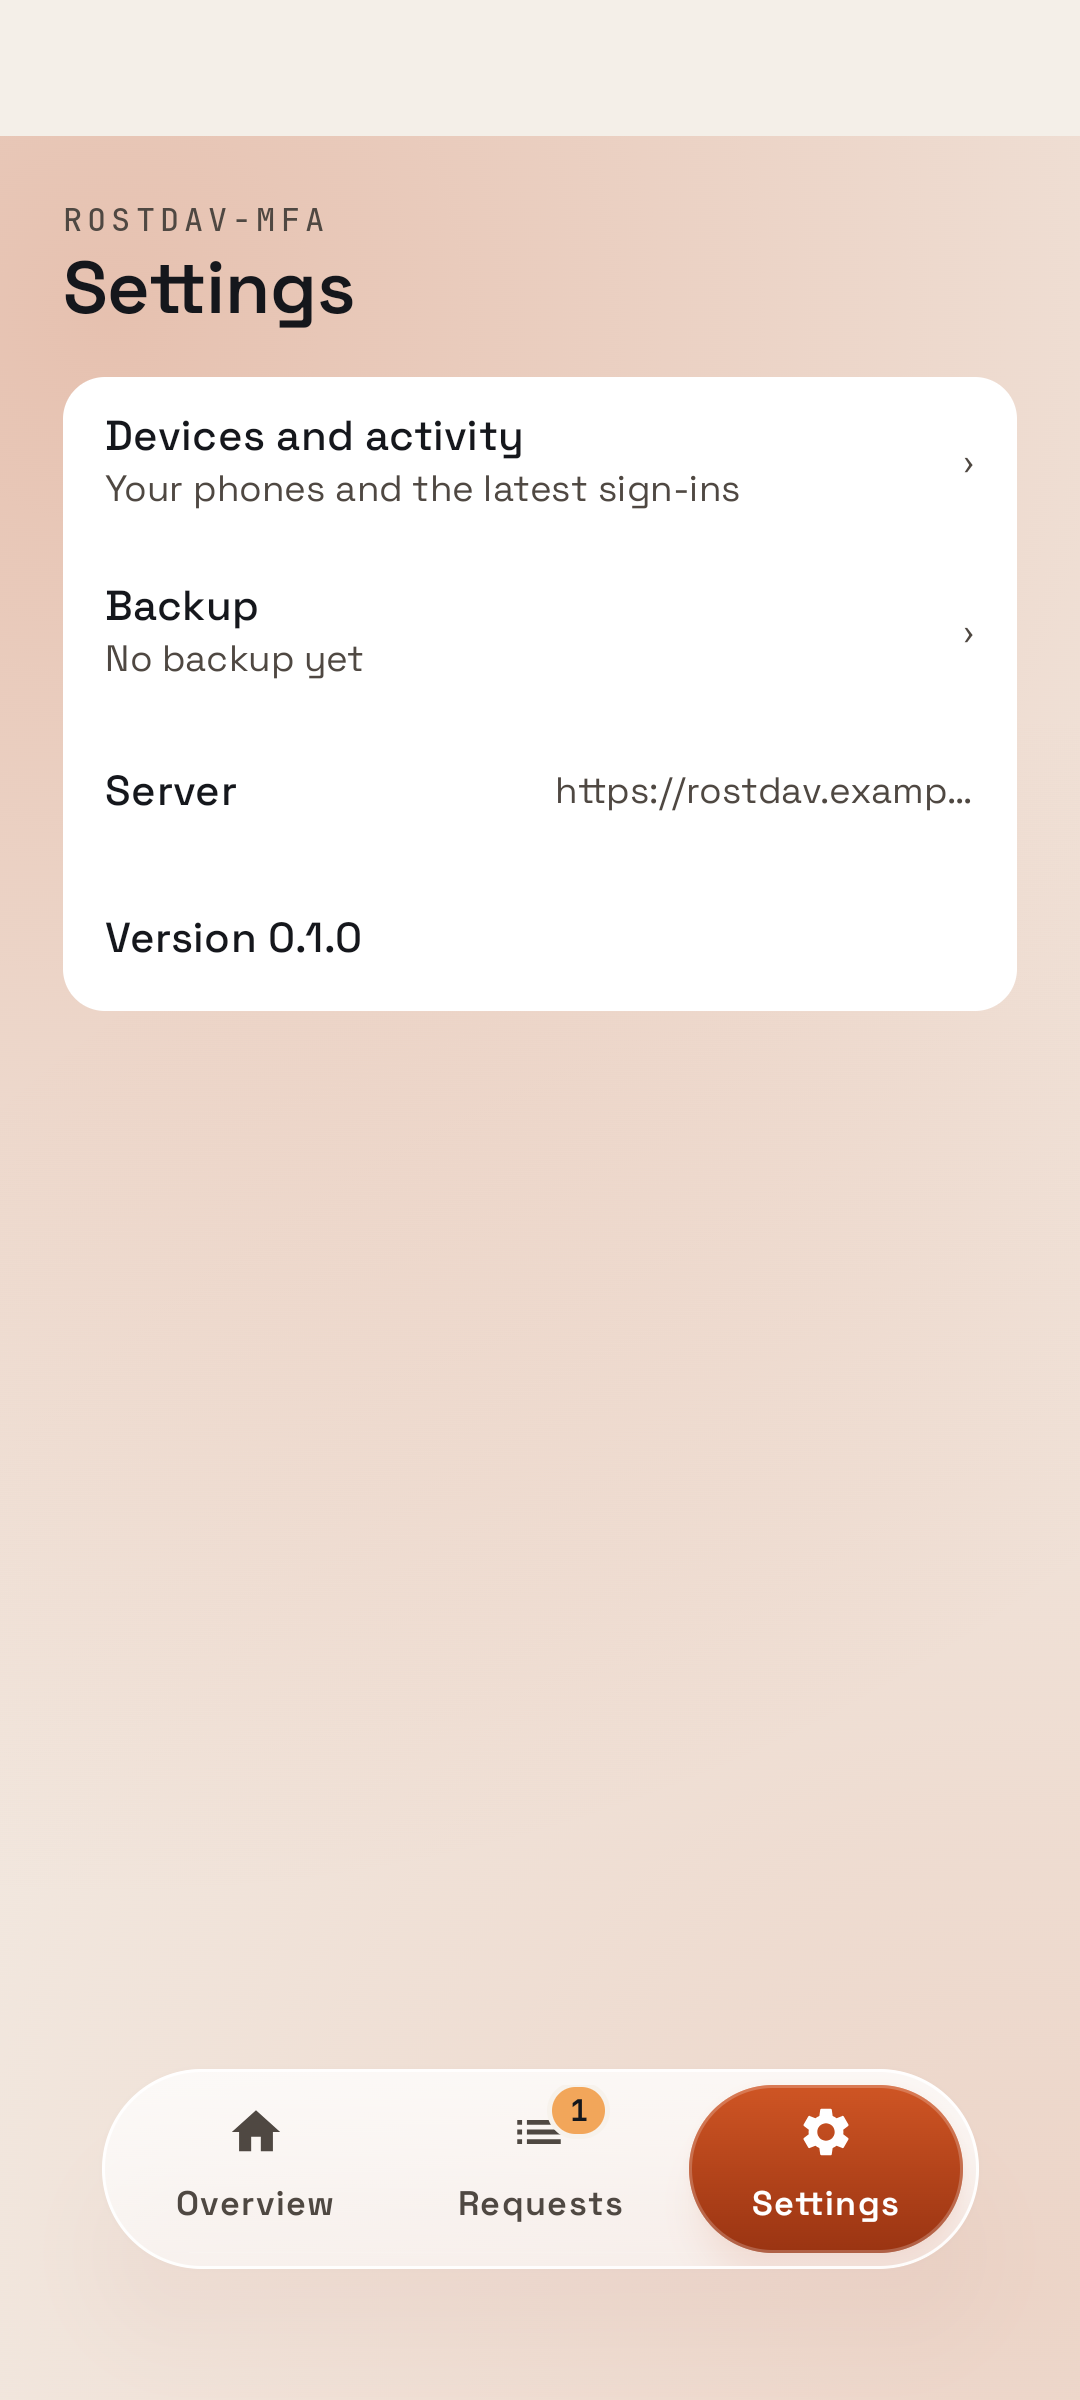 ROSTDAV-MFA
Settings
Devices and activity
Your phones and the latest sign-ins
›
Backup
No backup yet
›
Server https://rostdav.examp…
Version 0.1.0
1
Overview Requests Settings